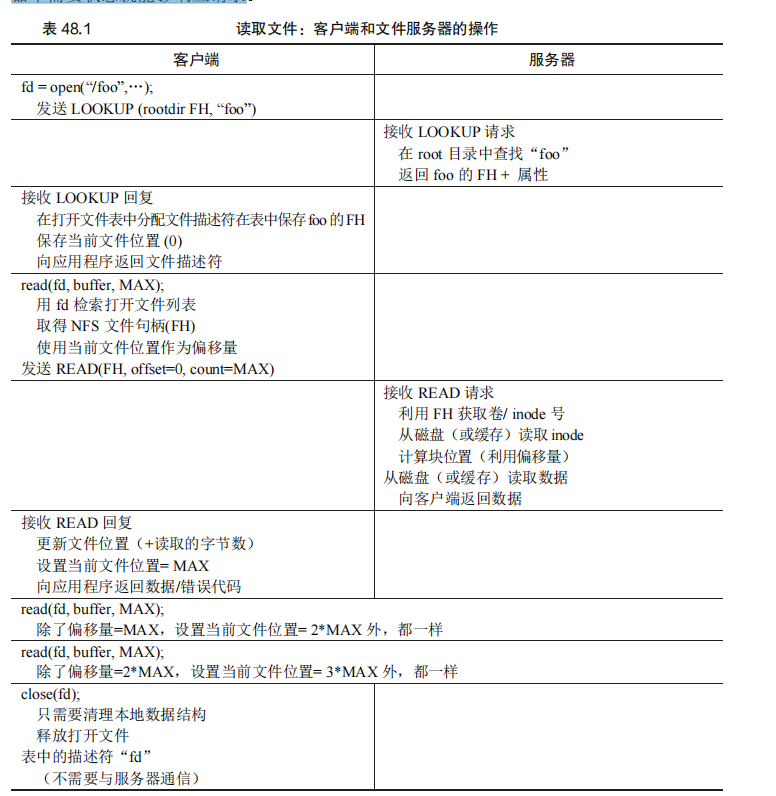 表 48.1 读取文件：客户端和文件服务器的操作
客户端 服务器
fd = open(“/foo”,…);
发送 LOOKUP (rootdir FH, “foo”)
接收 LOOKUP 请求
在 root 目录中查找“foo”
返回 foo 的 FH + 属性
接收 LOOKUP 回复
在打开文件表中分配文件描述符在表中保存 foo 的 FH
保存当前文件位置 (0)
向应用程序返回文件描述符
read(fd, buffer, MAX);
用 fd 检索打开文件列表
取得 NFS 文件句柄(FH)
使用当前文件位置作为偏移量
发送 READ(FH, offset=0, count=MAX)
接收 READ 请求
利用 FH 获取卷/ inode 号
从磁盘（或缓存）读取 inode
计算块位置（利用偏移量）
从磁盘（或缓存）读取数据
向客户端返回数据
接收 READ 回复
更新文件位置（+读取的字节数）
设置当前文件位置= MAX
向应用程序返回数据/错误代码
read(fd, buffer, MAX);
除了偏移量=MAX，设置当前文件位置= 2*MAX 外，都一样
read(fd, buffer, MAX);
除了偏移量=2*MAX，设置当前文件位置= 3*MAX 外，都一样
close(fd);
只需要清理本地数据结构
释放打开文件
表中的描述符“fd”
（不需要与服务器通信）